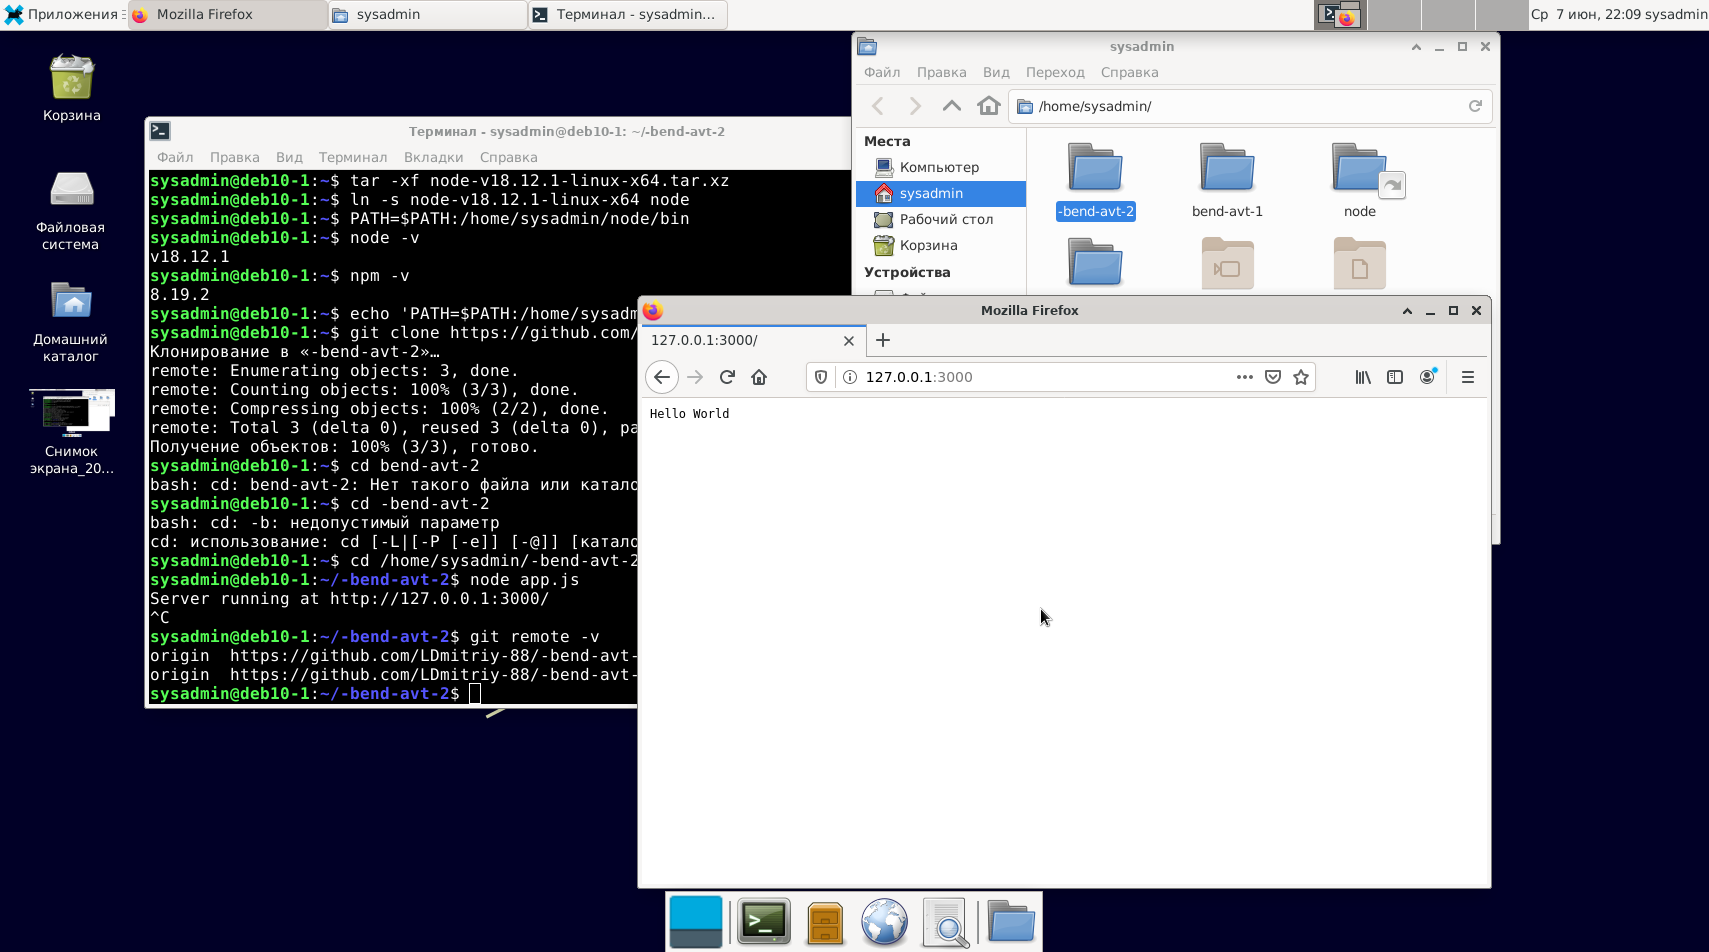 Приложения
Mozilla Firefox
sysadmin
Терминал - sysadmin...
Ср 7 июн, 22:09 sysadmin
Корзина
Файловая
система
Домашний
каталог
Снимок
экрана_20...
Терминал - sysadmin@deb10-1: ~/-bend-avt-2
Файл Правка Вид Терминал Вкладки Справка
sysadmin@deb10-1:~$ tar -xf node-v18.12.1-linux-x64.tar.xz
sysadmin@deb10-1:~$ ln -s node-v18.12.1-linux-x64 node
sysadmin@deb10-1:~$ PATH=$PATH:/home/sysadmin/node/bin
sysadmin@deb10-1:~$ node -v
v18.12.1
sysadmin@deb10-1:~$ npm -v
8.19.2
sysadmin@deb10-1:~$ echo 'PATH=$PATH:/home/sysadm
sysadmin@deb10-1:~$ git clone https://github.com/
Клонирование в «-bend-avt-2»…
remote: Enumerating objects: 3, done.
remote: Counting objects: 100% (3/3), done.
remote: Compressing objects: 100% (2/2), done.
remote: Total 3 (delta 0), reused 3 (delta 0), pa
Получение объектов: 100% (3/3), готово.
sysadmin@deb10-1:~$ cd bend-avt-2
bash: cd: bend-avt-2: Нет такого файла или катало
sysadmin@deb10-1:~$ cd -bend-avt-2
bash: cd: -b: недопустимый параметр
cd: использование: cd [-L|[-P [-e]] [-@]] [катало
sysadmin@deb10-1:~$ cd /home/sysadmin/-bend-avt-2
sysadmin@deb10-1:~/-bend-avt-2$ node app.js
Server running at http://127.0.0.1:3000/
^C
sysadmin@deb10-1:~/-bend-avt-2$ git remote -v
origin https://github.com/LDmitriy-88/-bend-avt-
origin https://github.com/LDmitriy-88/-bend-avt-
sysadmin@deb10-1:~/-bend-avt-2$
sysadmin
Файл Правка Вид Переход Справка
/home/sysadmin/
Места
Компьютер
sysadmin
Рабочий стол
Корзина
Устройства
-bend-avt-2
bend-avt-1
node
Mozilla Firefox
127.0.0.1:3000/
127.0.0.1:3000
Hello World